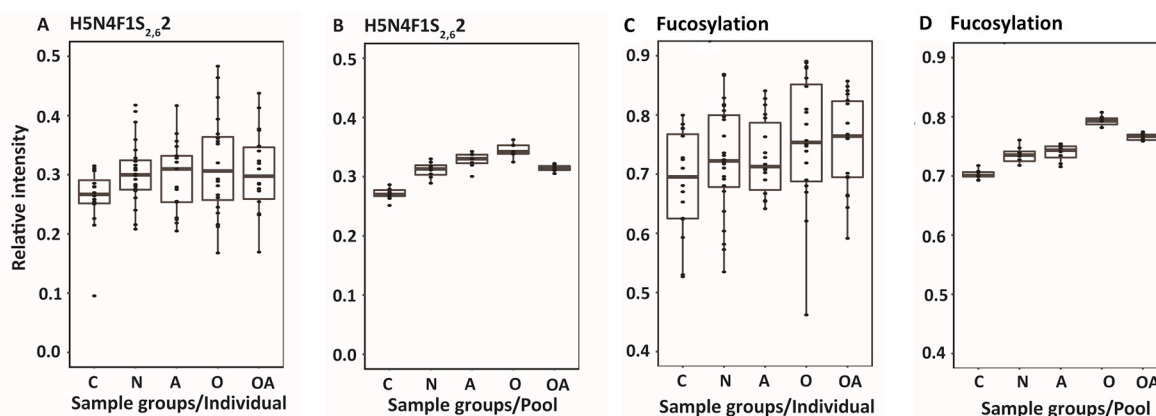 A H5N4F1S2,62
B H5N4F1S2,62
C Fucosylation
D Fucosylation
Relative intensity
0.5
0.4
0.3
0.2
0.1
0.0
C N A O OA
Sample groups/Individual
0.5
0.4
0.3
0.2
0.1
0.0
C N A O OA
Sample groups/Pool
0.9
0.8
0.7
0.6
0.5
0.4
C N A O OA
Sample groups/Individual
0.9
0.8
0.7
0.6
0.5
0.4
C N A O OA
Sample groups/Pool